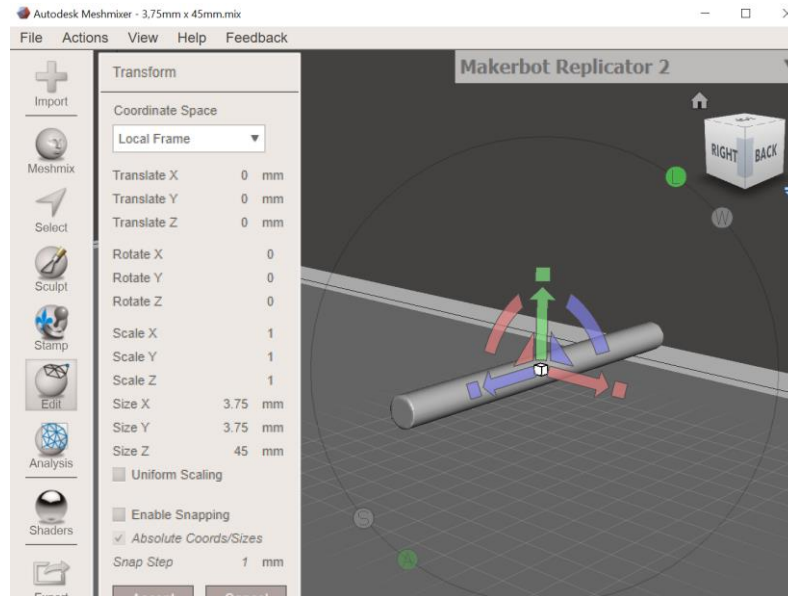 Autodesk Meshmixer - 3,75mm x 45mm.mix
File Actions View Help Feedback
Import
Meshmix
Select
Sculpt
Stamp
Edit
Analysis
Shaders
Export
Transform
Coordinate Space
Local Frame
Translate X 0 mm
Translate Y 0 mm
Translate Z 0 mm
Rotate X 0
Rotate Y 0
Rotate Z 0
Scale X 1
Scale Y 1
Scale Z 1
Size X 3.75 mm
Size Y 3.75 mm
Size Z 45 mm
Uniform Scaling
Enable Snapping
Absolute Coords/Sizes
Snap Step 1 mm
Accept Cancel
Makerbot Replicator 2
RIGHT BACK
L
W
S
A